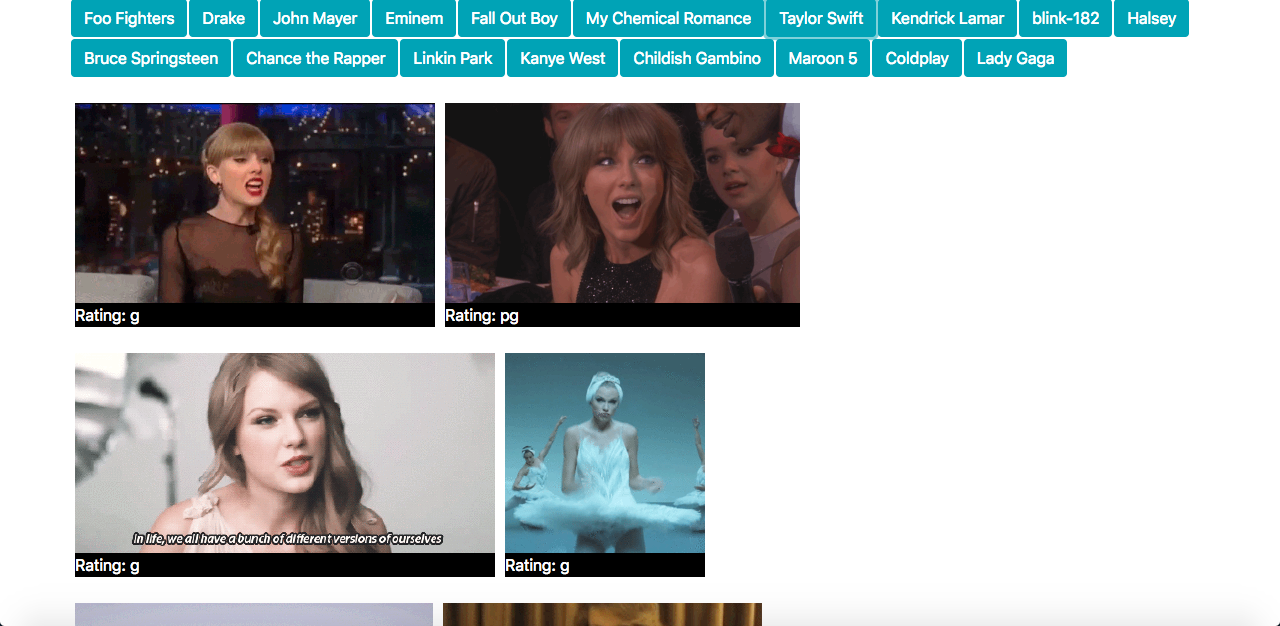 Foo Fighters Drake John Mayer Eminem Fall Out Boy My Chemical Romance Taylor Swift Kendrick Lamar blink-182 Halsey
Bruce Springsteen Chance the Rapper Linkin Park Kanye West Childish Gambino Maroon 5 Coldplay Lady Gaga
Rating: g Rating: pg
In life, we all have a bunch of different versions of ourselves
Rating: g Rating: g